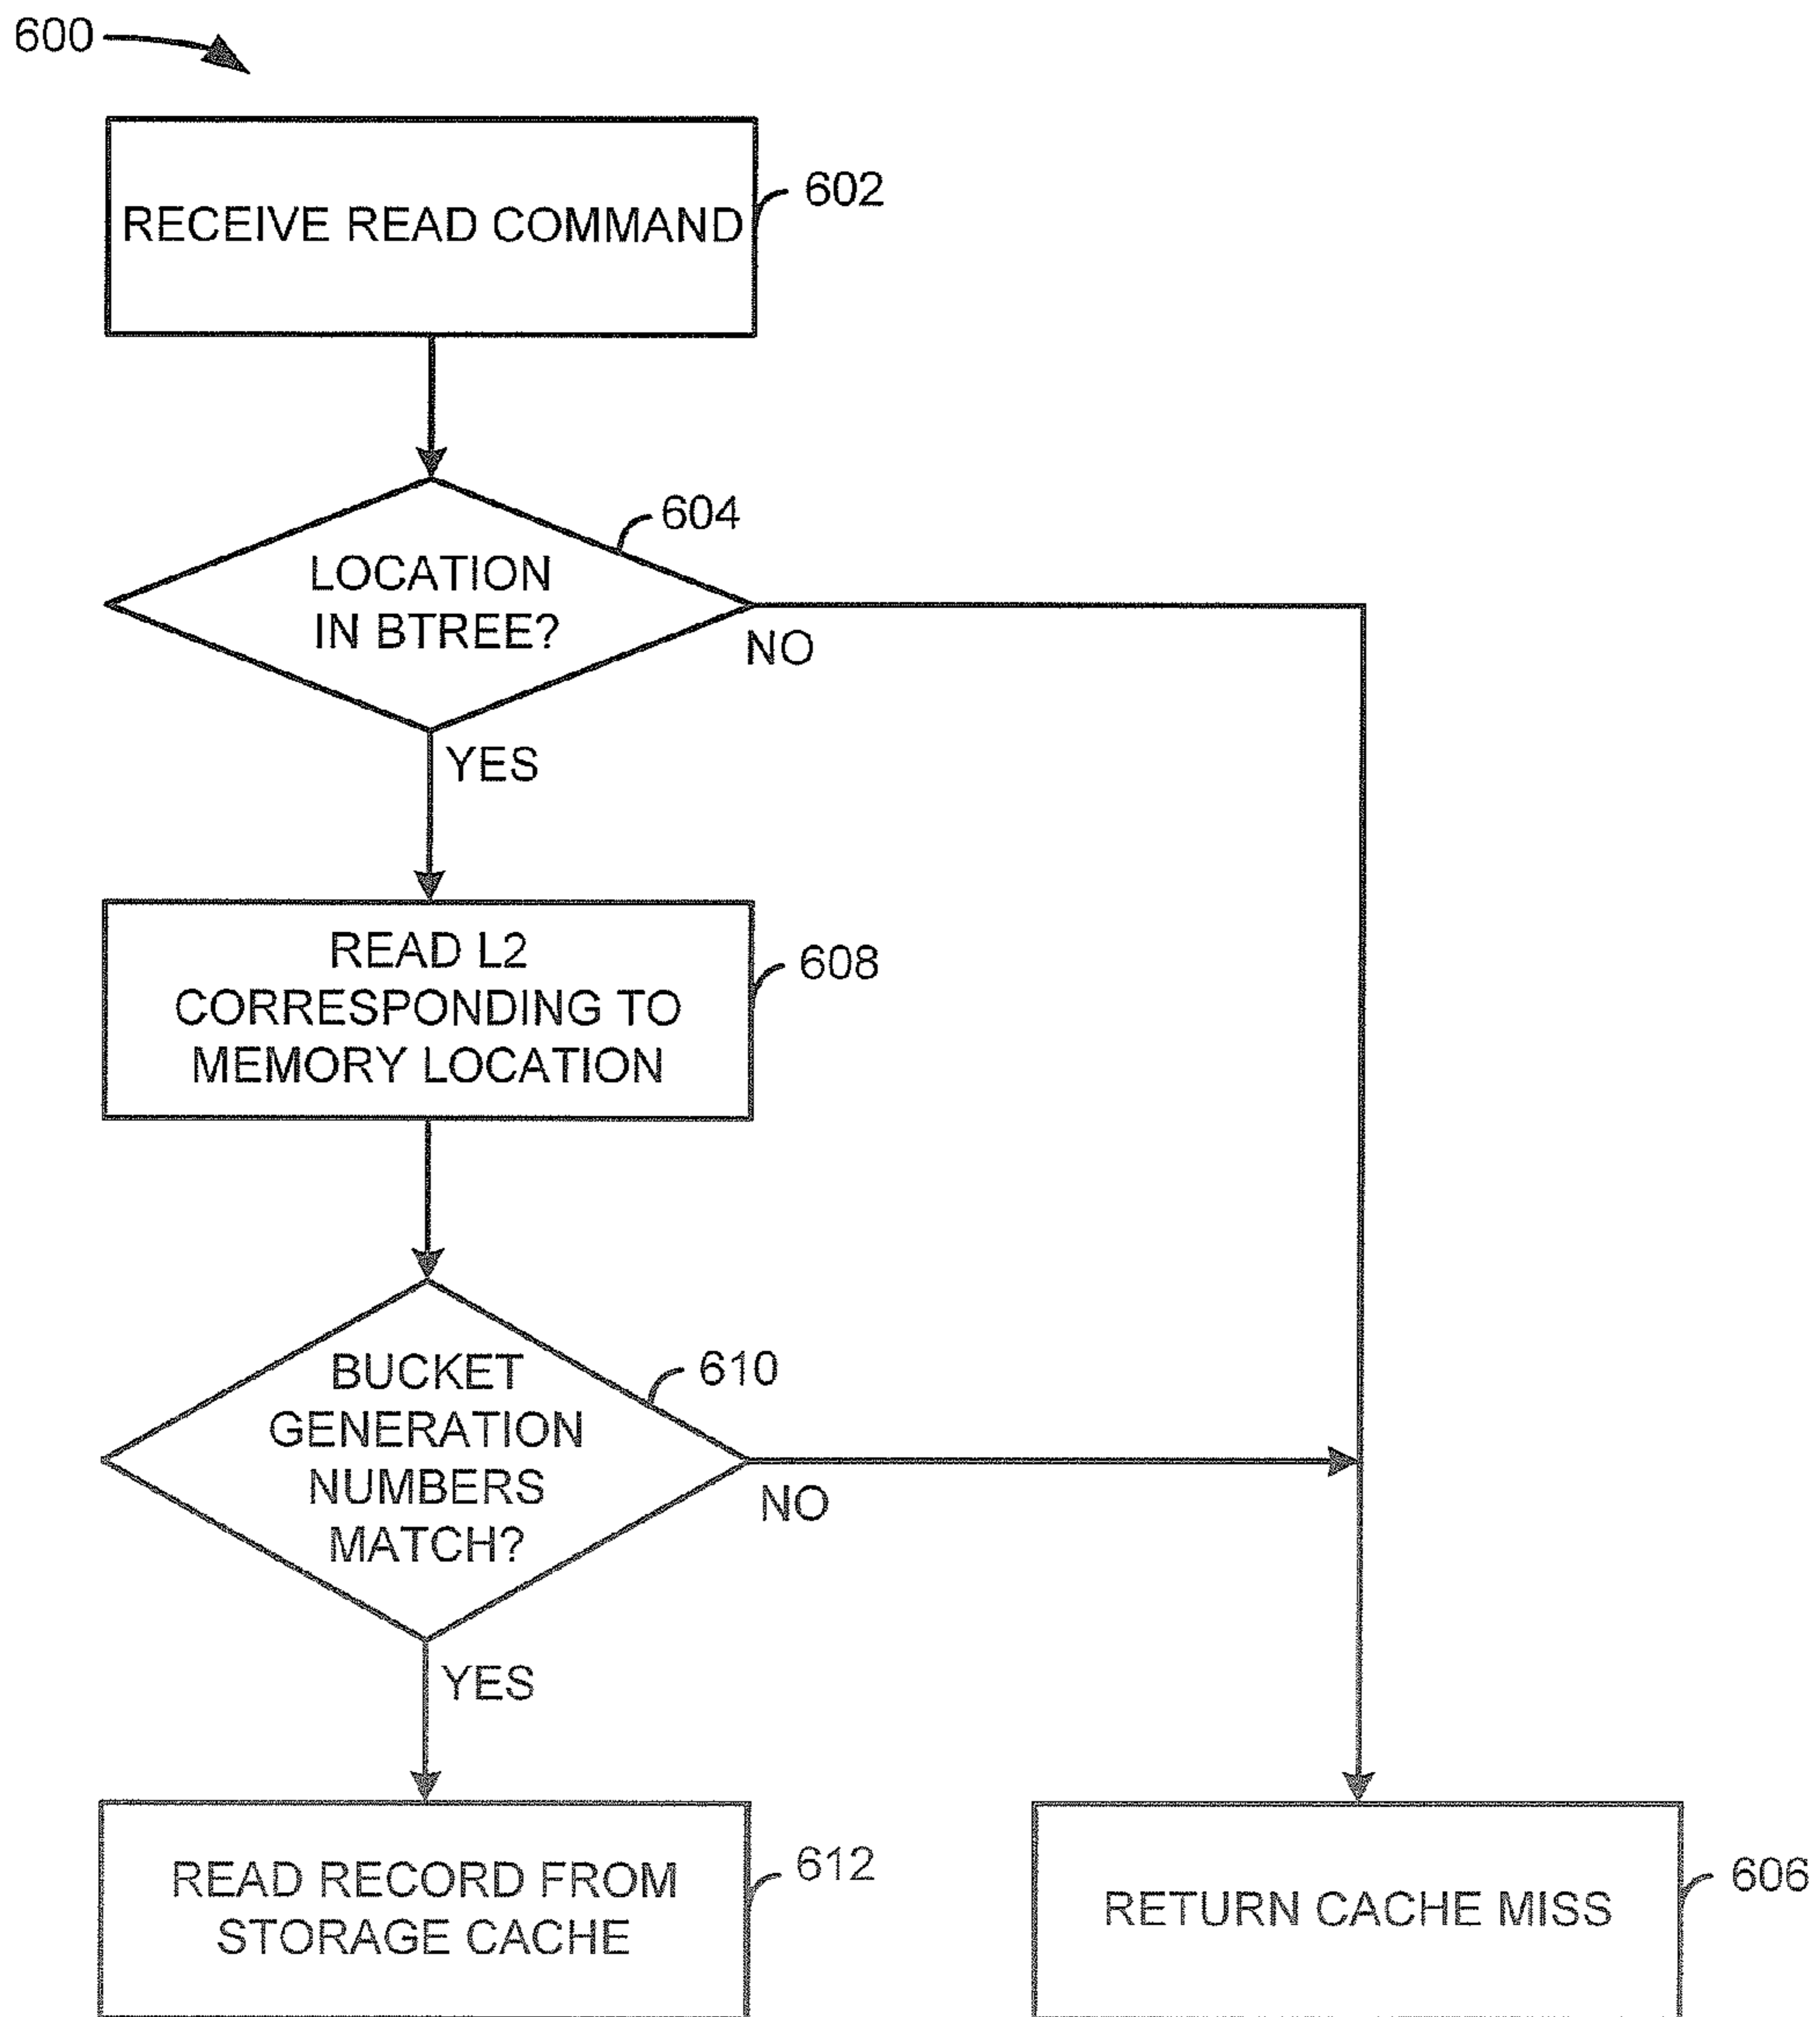 600
RECEIVE READ COMMAND
602
LOCATION
IN BTREE?
604
NO
YES
READ L2
CORRESPONDING TO
MEMORY LOCATION
608
BUCKET
GENERATION
NUMBERS
MATCH?
610
NO
YES
READ RECORD FROM
STORAGE CACHE
612
RETURN CACHE MISS
606